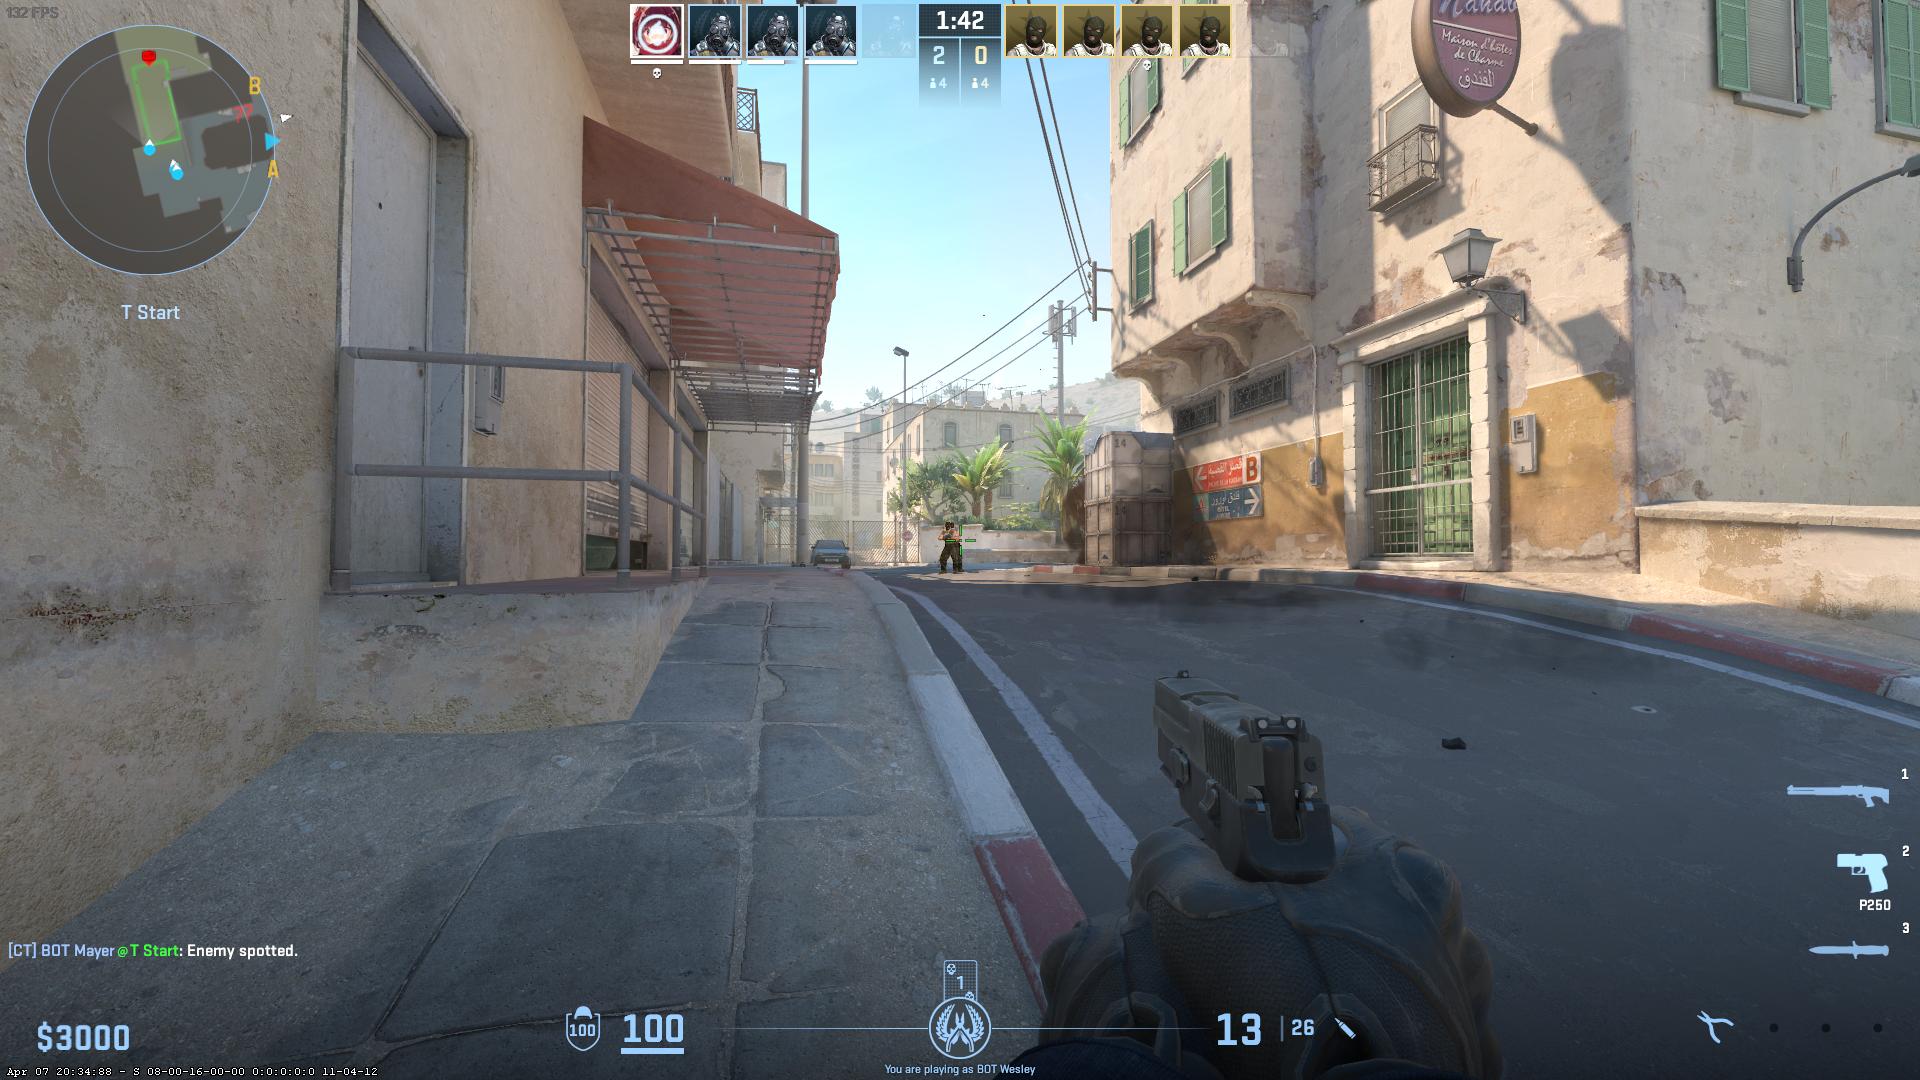 132 FPS
1:42
2 0
4 4
B
??
A
T Start
Maison d'hôtes
de Charme
الفندق
14
B
[CT] BOT Mayer@T Start: Enemy spotted.
1
2
P250
3
1
$3000
100
100
13 | 26
You are playing as BOT Wesley
Apr 07 20:34:88 - S 08-00-16-00-00 0:0:0:0:0 11-04-12